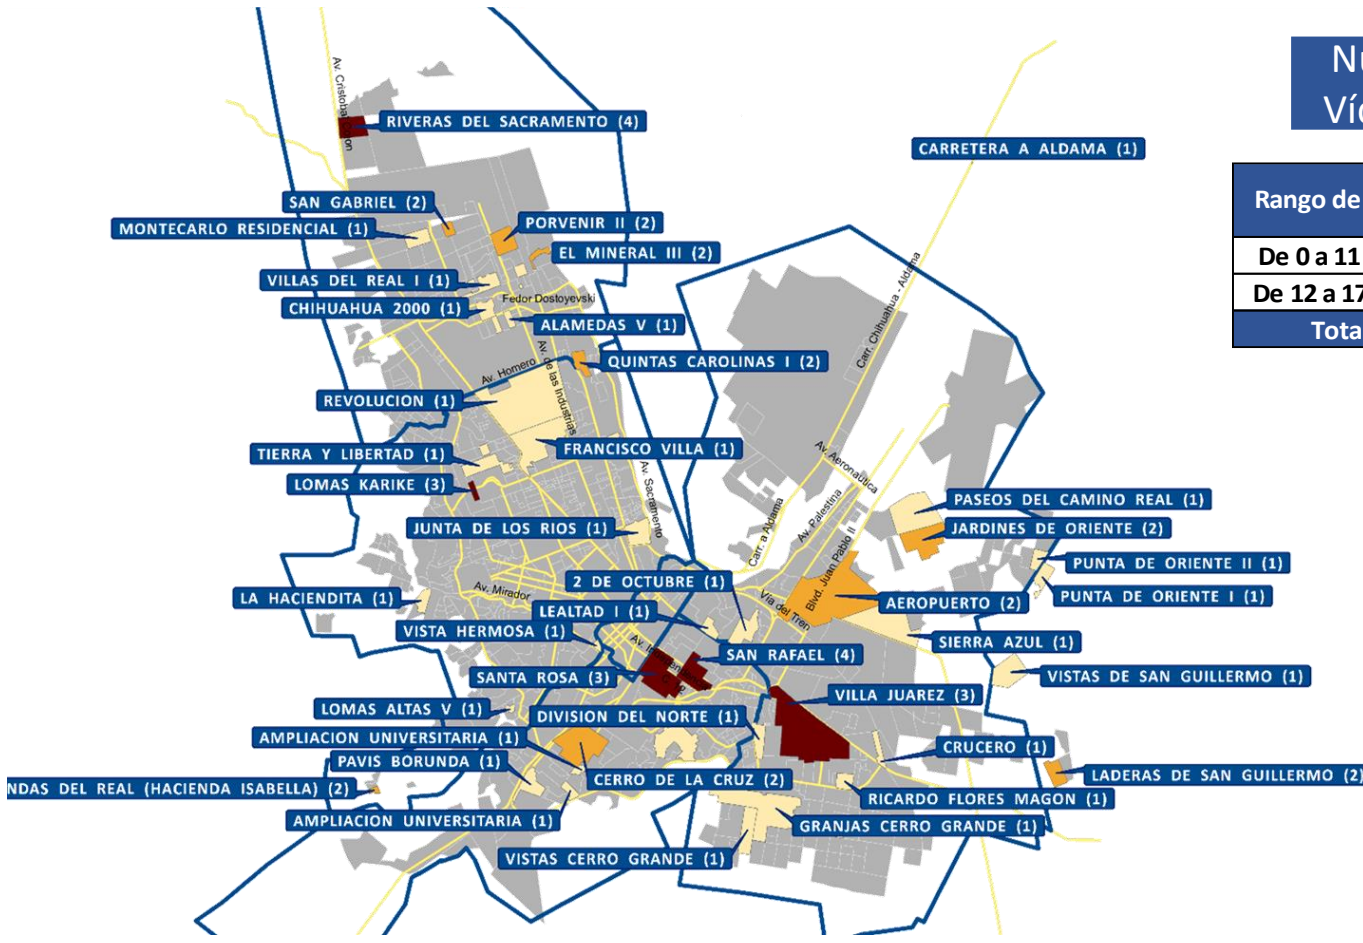 Av. Cristobal Colon
RIVERAS DEL SACRAMENTO (4)
CARRETERA A ALDAMA (1)
Rango de
De 0 a 11
De 12 a 17
SAN GABRIEL (2)
MONTECARLO RESIDENCIAL (1)
PORVENIR II (2)
EL MINERAL III (2)
VILLAS DEL REAL I (1)
Fedor Dostoyevski
CHIHUAHUA 2000 (1)
ALAMEDAS V (1)
Carr. Chihuahua - Aldama
Av. Homero
Av. de las Industrias
QUINTAS CAROLINAS I (2)
REVOLUCION (1)
TIERRA Y LIBERTAD (1)
FRANCISCO VILLA (1)
LOMAS KARIKE (3)
Av. Sacramento
Av. Aeronautica
JUNTA DE LOS RIOS (1)
Carr. a Aldama
Av. Palestina
Blvd. Juan Pablo II
PASEOS DEL CAMINO REAL (1)
JARDINES DE ORIENTE (2)
PUNTA DE ORIENTE II (1)
PUNTA DE ORIENTE I (1)
2 DE OCTUBRE (1)
Av. Mirador
LA HACIENDITA (1)
LEALTAD I (1)
Vía del Tren
AEROPUERTO (2)
VISTA HERMOSA (1)
SIERRA AZUL (1)
SAN RAFAEL (4)
SANTA ROSA (3)
VILLA JUAREZ (3)
VISTAS DE SAN GUILLERMO (1)
LOMAS ALTAS V (1)
DIVISION DEL NORTE (1)
AMPLIACION UNIVERSITARIA (1)
CRUCERO (1)
PAVIS BORUNDA (1)
CERRO DE LA CRUZ (2)
LADERAS DE SAN GUILLERMO (2)
NDAS DEL REAL (HACIENDA ISABELLA) (2)
RICARDO FLORES MAGON (1)
AMPLIACION UNIVERSITARIA (1)
GRANJAS CERRO GRANDE (1)
VISTAS CERRO GRANDE (1)